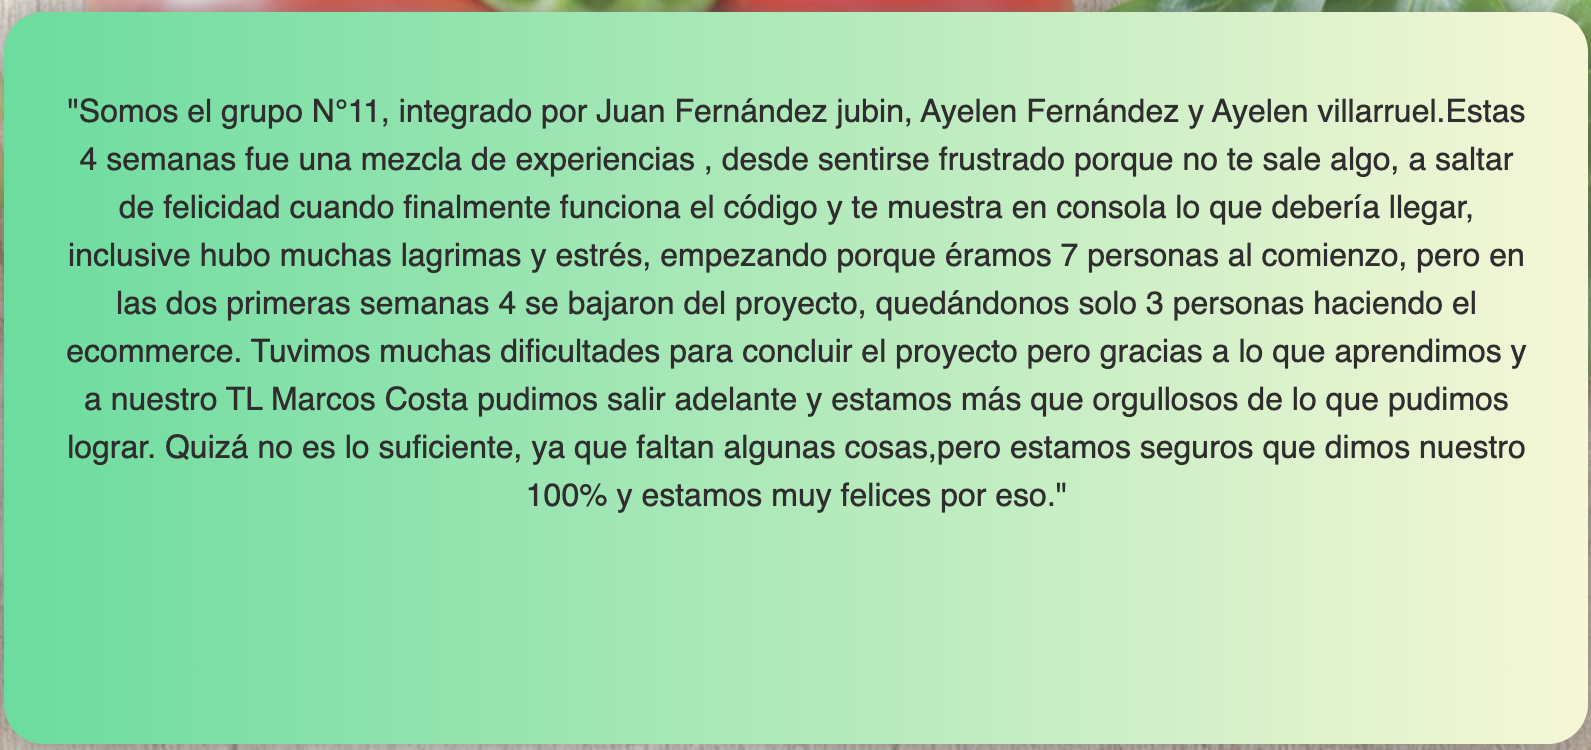 "Somos el grupo N°11, integrado por Juan Fernández jubin, Ayelen Fernández y Ayelen villarruel.Estas
4 semanas fue una mezcla de experiencias , desde sentirse frustrado porque no te sale algo, a saltar
de felicidad cuando finalmente funciona el código y te muestra en consola lo que debería llegar,
inclusive hubo muchas lagrimas y estrés, empezando porque éramos 7 personas al comienzo, pero en
las dos primeras semanas 4 se bajaron del proyecto, quedándonos solo 3 personas haciendo el
ecommerce. Tuvimos muchas dificultades para concluir el proyecto pero gracias a lo que aprendimos y
a nuestro TL Marcos Costa pudimos salir adelante y estamos más que orgullosos de lo que pudimos
lograr. Quizá no es lo suficiente, ya que faltan algunas cosas,pero estamos seguros que dimos nuestro
100% y estamos muy felices por eso."